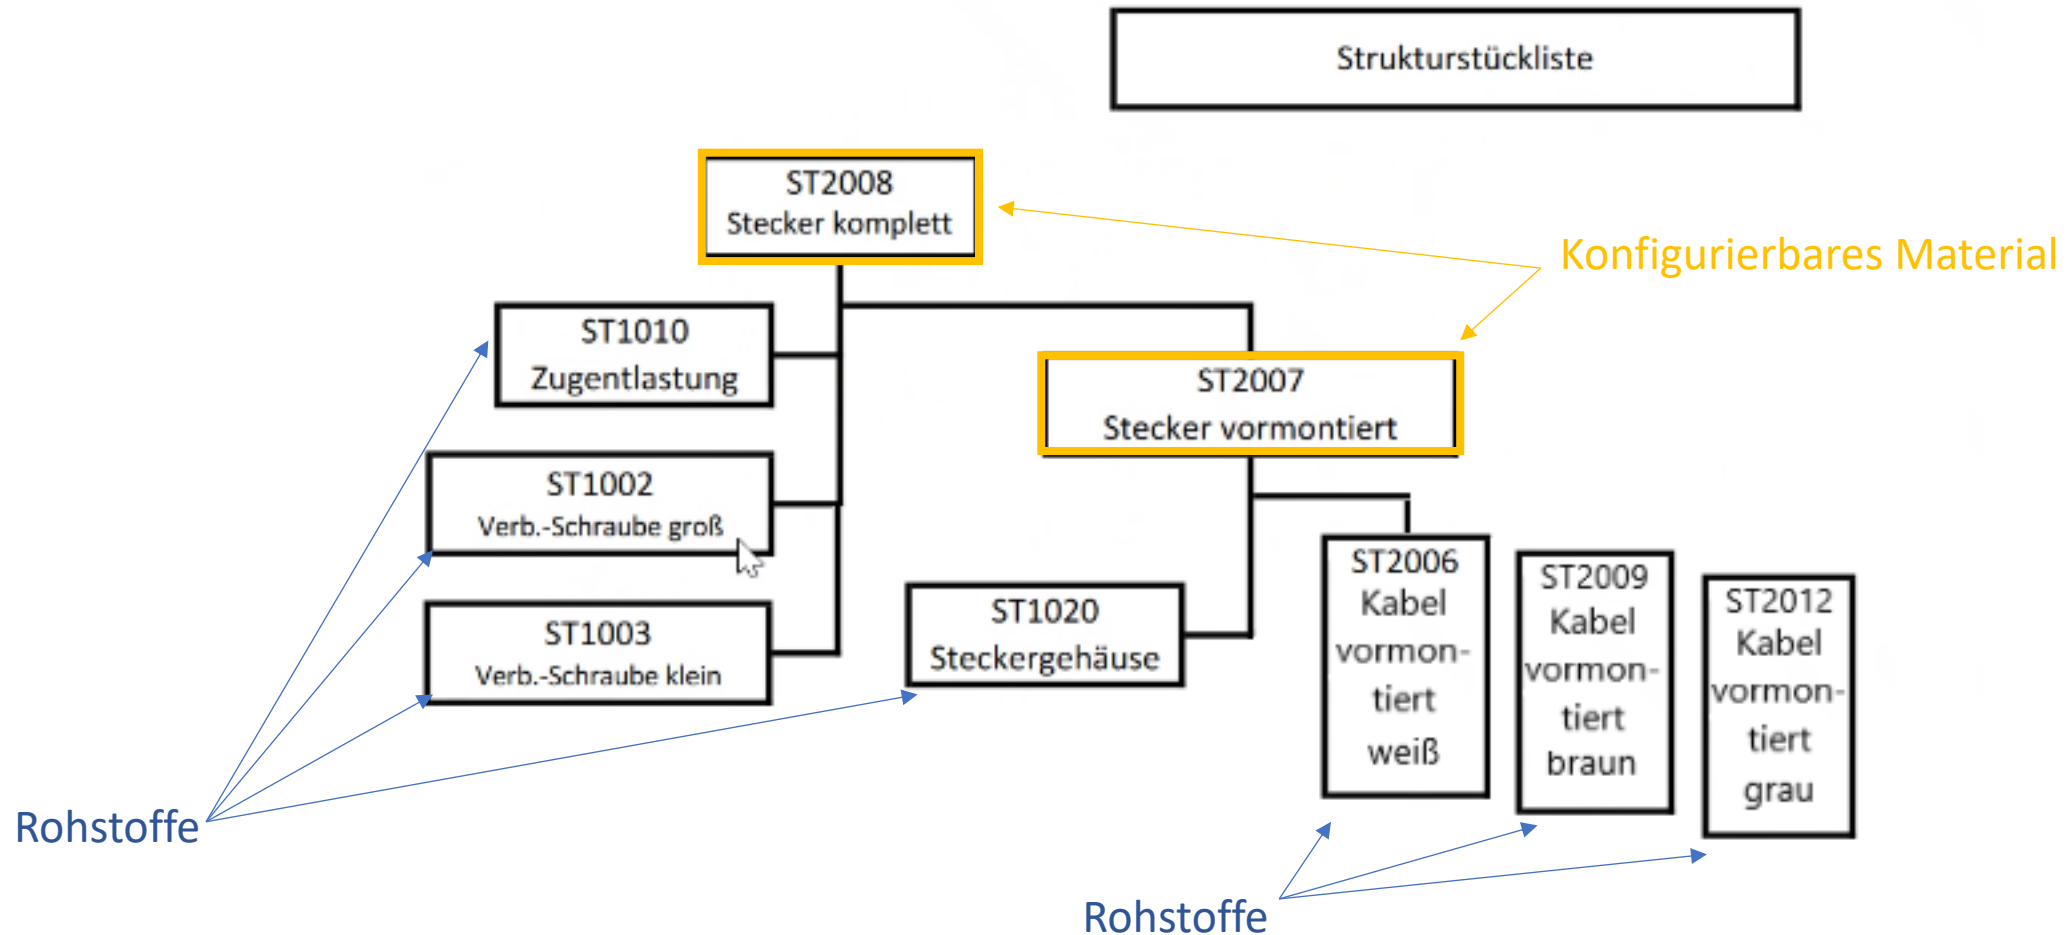 Strukturstückliste
ST2008
Stecker komplett
Konfigurierbares Material
ST1010
Zugentlastung
ST2007
Stecker vormontiert
ST1002
Verb.-Schraube groß
ST1003
Verb.-Schraube klein
ST1020
Steckergehäuse
ST2006
Kabel
vormon-
tiert
weiß
ST2009
Kabel
vormon-
tiert
braun
ST2012
Kabel
vormon-
tiert
grau
Rohstoffe
Rohstoffe